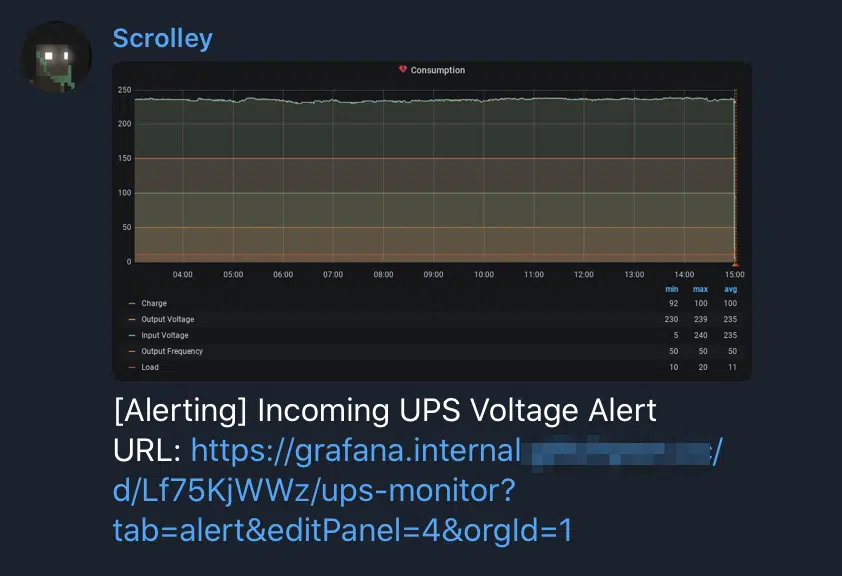 Scrolley
Consumption
250
200
150
100
50
0
04:00 05:00 06:00 07:00 08:00 09:00 10:00 11:00 12:00 13:00 14:00 15:00
min max avg
Charge 92 100 100
Output Voltage 230 239 235
Input Voltage 5 240 235
Output Frequency 50 50 50
Load 10 20 11
[Alerting] Incoming UPS Voltage Alert
URL: https://grafana.internal /
d/Lf75KjWWz/ups-monitor?
tab=alert&editPanel=4&orgId=1